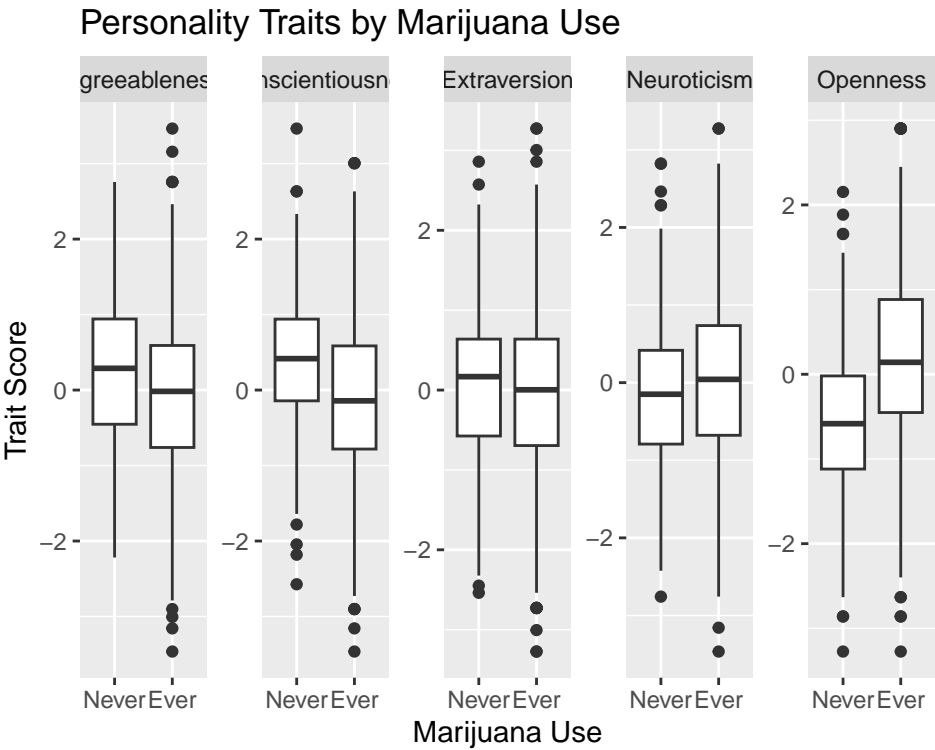 Personality Traits by Marijuana Use
greeablenes
nscientiousn
Extraversion
Neuroticism
Openness
Trait Score
2
0
−2
2
0
−2
2
0
−2
2
0
−2
2
0
−2
Never Ever
Never Ever
Never Ever
Never Ever
Never Ever
Marijuana Use